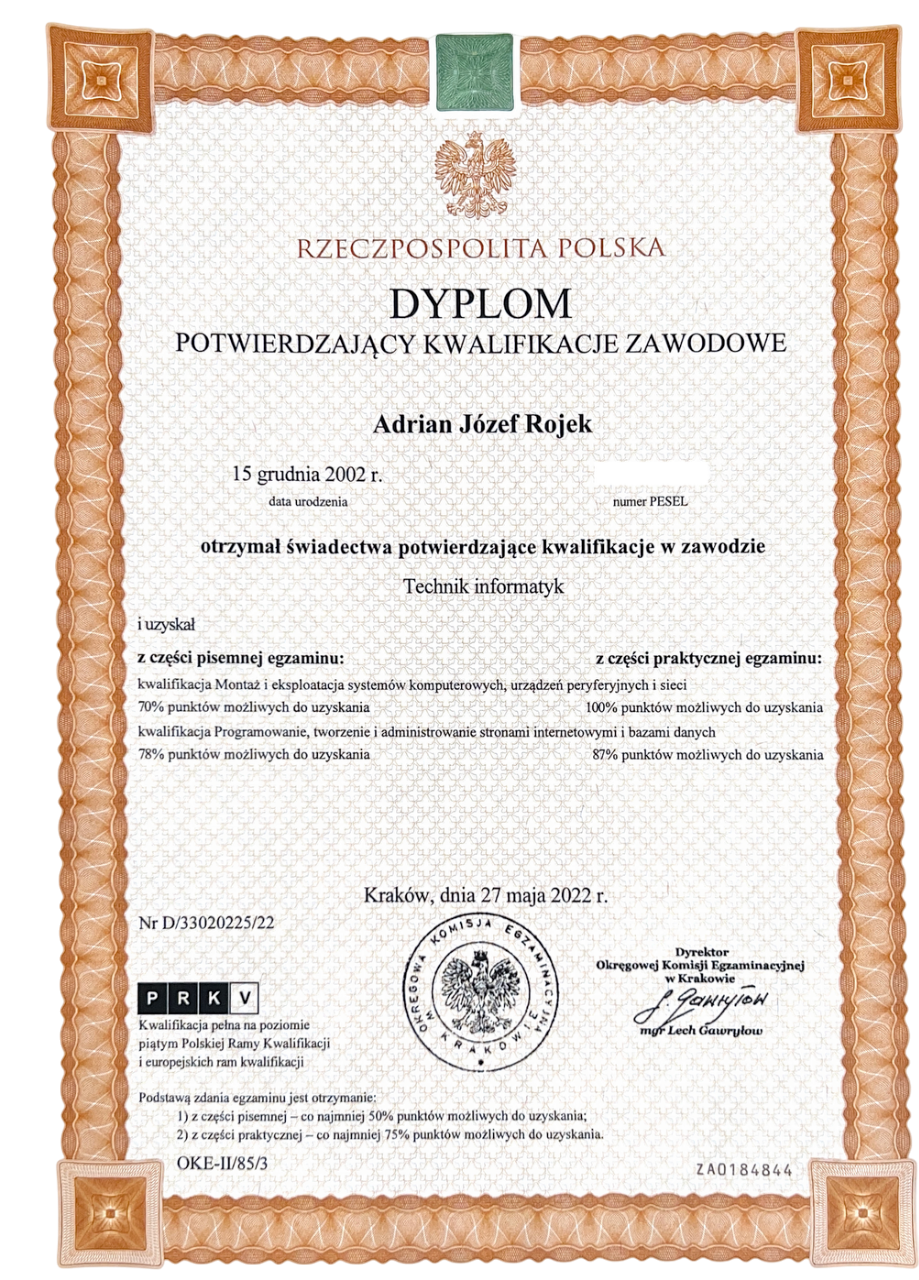 RZECZPOSPOLITA POLSKA
DYPLOM
POTWIERDZAJĄCY KWALIFIKACJE ZAWODOWE
Adrian Józef Rojek
15 grudnia 2002 r.
data urodzenia
numer PESEL
otrzymał świadectwa potwierdzające kwalifikacje w zawodzie
Technik informatyk
i uzyskał
z części pisemnej egzaminu: z części praktycznej egzaminu:
kwalifikacja Montaż i eksploatacja systemów komputerowych, urządzeń peryferyjnych i sieci
70% punktów możliwych do uzyskania 100% punktów możliwych do uzyskania
kwalifikacja Programowanie, tworzenie i administrowanie stronami internetowymi i bazami danych
78% punktów możliwych do uzyskania 87% punktów możliwych do uzyskania
Kraków, dnia 27 maja 2022 r.
Nr D/33020225/22
OKRĘGOWA KOMISJA EGZAMINACYJNA
W KRAKOWIE
Dyrektor
Okręgowej Komisji Egzaminacyjnej
w Krakowie
mgr Lech Gawryłow
P R K V
Kwalifikacja pełna na poziomie
piątym Polskiej Ramy Kwalifikacji
i europejskich ram kwalifikacji
Podstawą zdania egzaminu jest otrzymanie:
1) z części pisemnej – co najmniej 50% punktów możliwych do uzyskania;
2) z części praktycznej – co najmniej 75% punktów możliwych do uzyskania.
OKE-II/85/3
ZA0184844